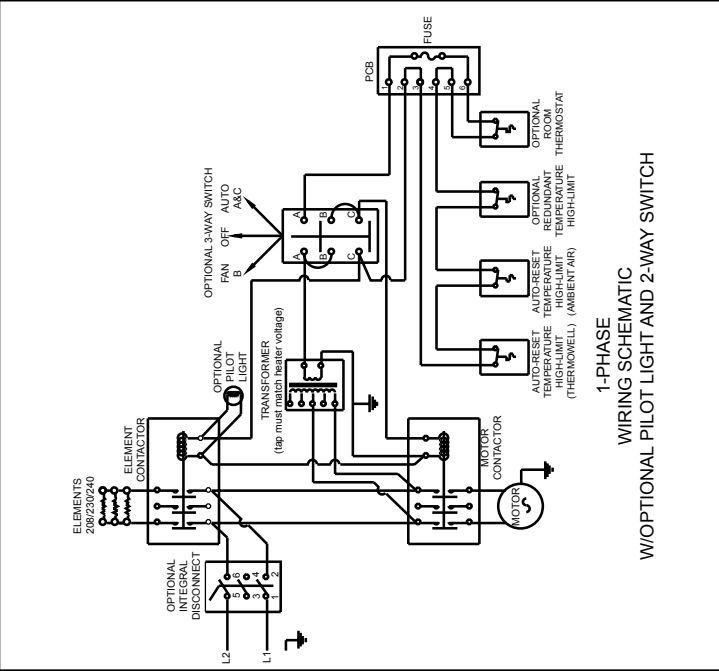 FUSE
PCB
1
2
3
4
5
6
OPTIONAL
ROOM
THERMOSTAT
OPTIONAL
REDUNDANT
TEMPERATURE
HIGH-LIMIT
AUTO-RESET
TEMPERATURE
HIGH-LIMIT
(AMBIENT AIR)
AUTO-RESET
TEMPERATURE
HIGH-LIMIT
(THERMOWELL)
OPTIONAL 3-WAY SWITCH
FAN
B
OFF
AUTO
A&C
A
B
C
A
B
C
OPTIONAL
PILOT
LIGHT
TRANSFORMER
(tap must match heater voltage)
ELEMENT
CONTACTOR
ELEMENTS
208/230/240
MOTOR
CONTACTOR
MOTOR
OPTIONAL
INTEGRAL
DISCONNECT
5
6
3
4
1
2
L2
L1
1-PHASE
WIRING SCHEMATIC
W/OPTIONAL PILOT LIGHT AND 2-WAY SWITCH